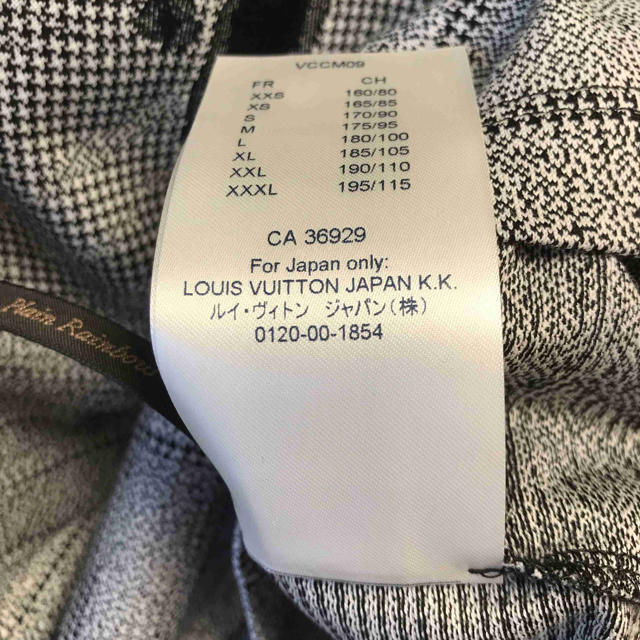 VCCM09
FR CH
XXS 160/80
XS 165/85
S 170/90
M 175/95
L 180/100
XL 185/105
XXL 190/110
XXXL 195/115
CA 36929
For Japan only:
LOUIS VUITTON JAPAN K.K.
ルイ・ヴィトン ジャパン(株)
0120-00-1854
Plain Rainbow